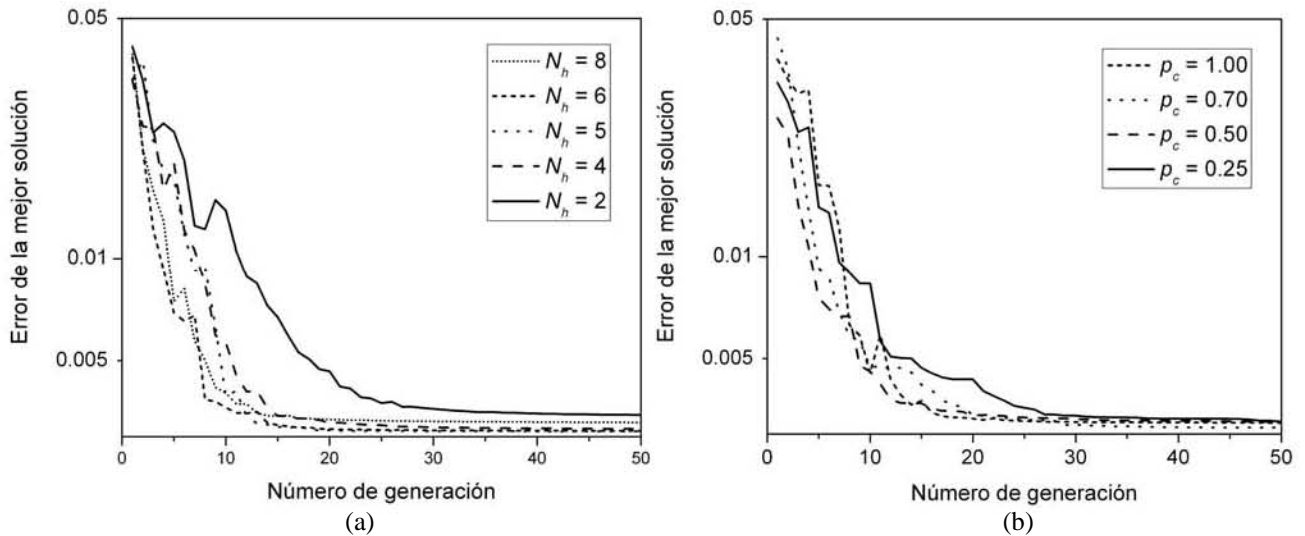 0.05
0.01
0.005
Error de la mejor solución
N_h = 8
N_h = 6
N_h = 5
N_h = 4
N_h = 2
0 10 20 30 40 50
Número de generación
(a)
0.05
0.01
0.005
Error de la mejor solución
p_c = 1.00
p_c = 0.70
p_c = 0.50
p_c = 0.25
0 10 20 30 40 50
Número de generación
(b)